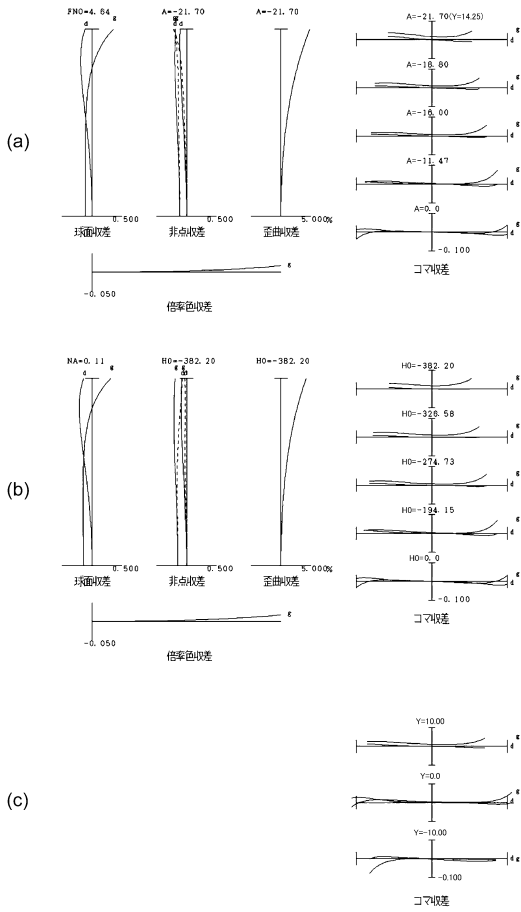 (a)
FNO=4.64
d
g
0.500
球面収差
A=-21.70
g
g
d d
0.500
非点収差
A=-21.70
5.000%
歪曲収差
g
-0.050
倍率色収差
A=-21.70(Y=14.25)
g
d
A=-18.80
g
d
A=-16.00
g
d
A=-11.47
g
d
A=0.0
g
d
-0.100
コマ収差
(b)
NA=0.11
d
g
0.500
球面収差
H0=-382.20
g g
d d
0.500
非点収差
H0=-382.20
5.000%
歪曲収差
g
-0.050
倍率色収差
H0=-382.20
g
d
H0=-326.58
g
d
H0=-274.73
g
d
H0=-194.15
g
d
H0=0.0
g
d
-0.100
コマ収差
(c)
Y=10.00
g
d
Y=0.0
g
d
Y=-10.00
d g
-0.100
コマ収差